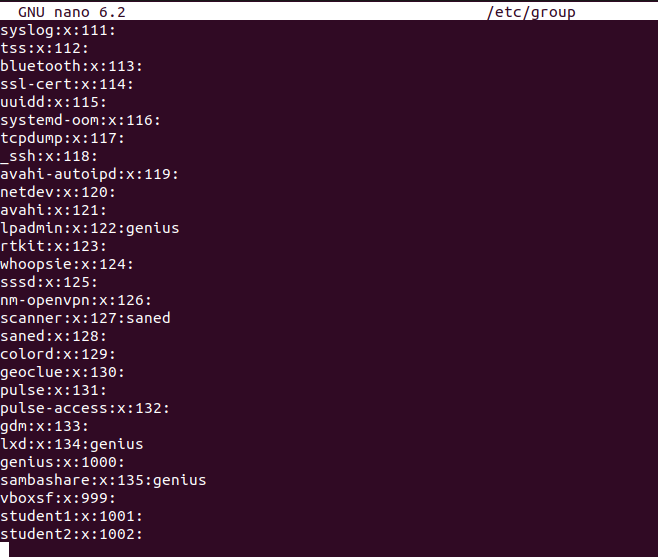 GNU nano 6.2 /etc/group
syslog:x:111:
tss:x:112:
bluetooth:x:113:
ssl-cert:x:114:
uuidd:x:115:
systemd-oom:x:116:
tcpdump:x:117:
_ssh:x:118:
avahi-autoipd:x:119:
netdev:x:120:
avahi:x:121:
lpadmin:x:122:genius
rtkit:x:123:
whoopsie:x:124:
sssd:x:125:
nm-openvpn:x:126:
scanner:x:127:saned
saned:x:128:
colord:x:129:
geoclue:x:130:
pulse:x:131:
pulse-access:x:132:
gdm:x:133:
lxd:x:134:genius
genius:x:1000:
sambashare:x:135:genius
vboxsf:x:999:
student1:x:1001:
student2:x:1002: